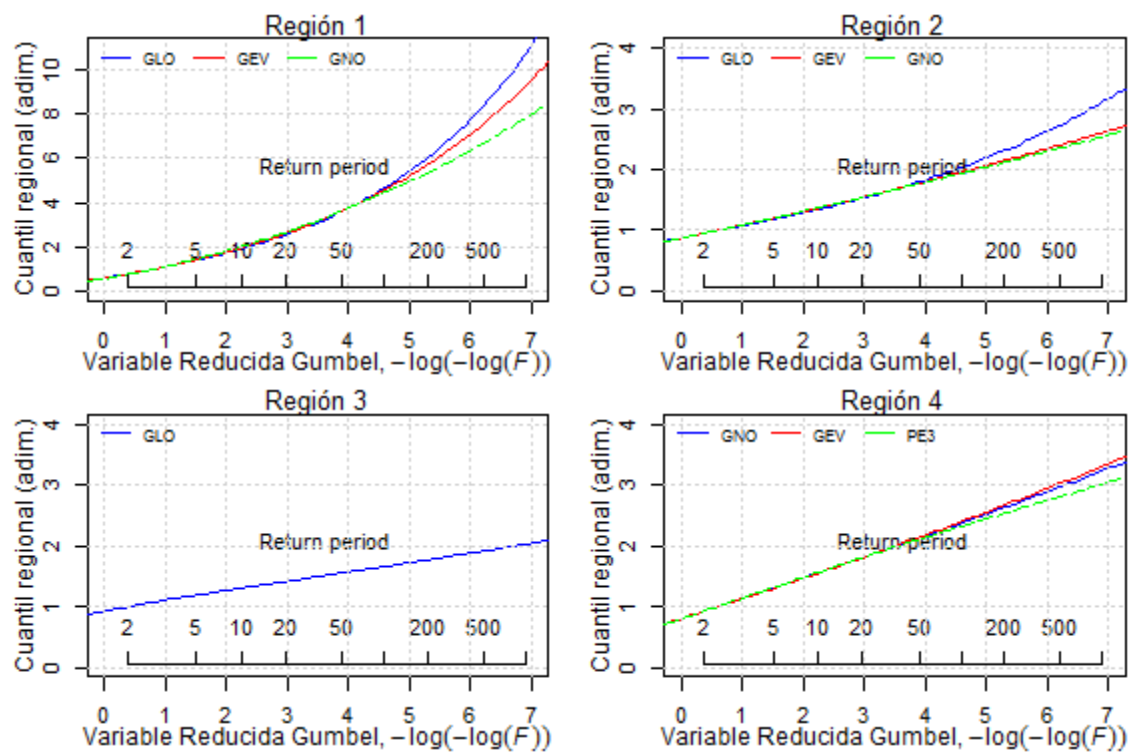 Región 1
GLO GEV GNO
Cuantil regional (adim.)
10
8
6
4
2
0
Return period
2 5 10 20 50 200 500
0 1 2 3 4 5 6 7
Variable Reducida Gumbel, −log(−log(F))
Región 2
GLO GEV GNO
Cuantil regional (adim.)
4
3
2
1
0
Return period
2 5 10 20 50 200 500
0 1 2 3 4 5 6 7
Variable Reducida Gumbel, −log(−log(F))
Región 3
GLO
Cuantil regional (adim.)
4
3
2
1
0
Return period
2 5 10 20 50 200 500
0 1 2 3 4 5 6 7
Variable Reducida Gumbel, −log(−log(F))
Región 4
GNO GEV PE3
Cuantil regional (adim.)
4
3
2
1
0
Return period
2 5 10 20 50 200 500
0 1 2 3 4 5 6 7
Variable Reducida Gumbel, −log(−log(F))